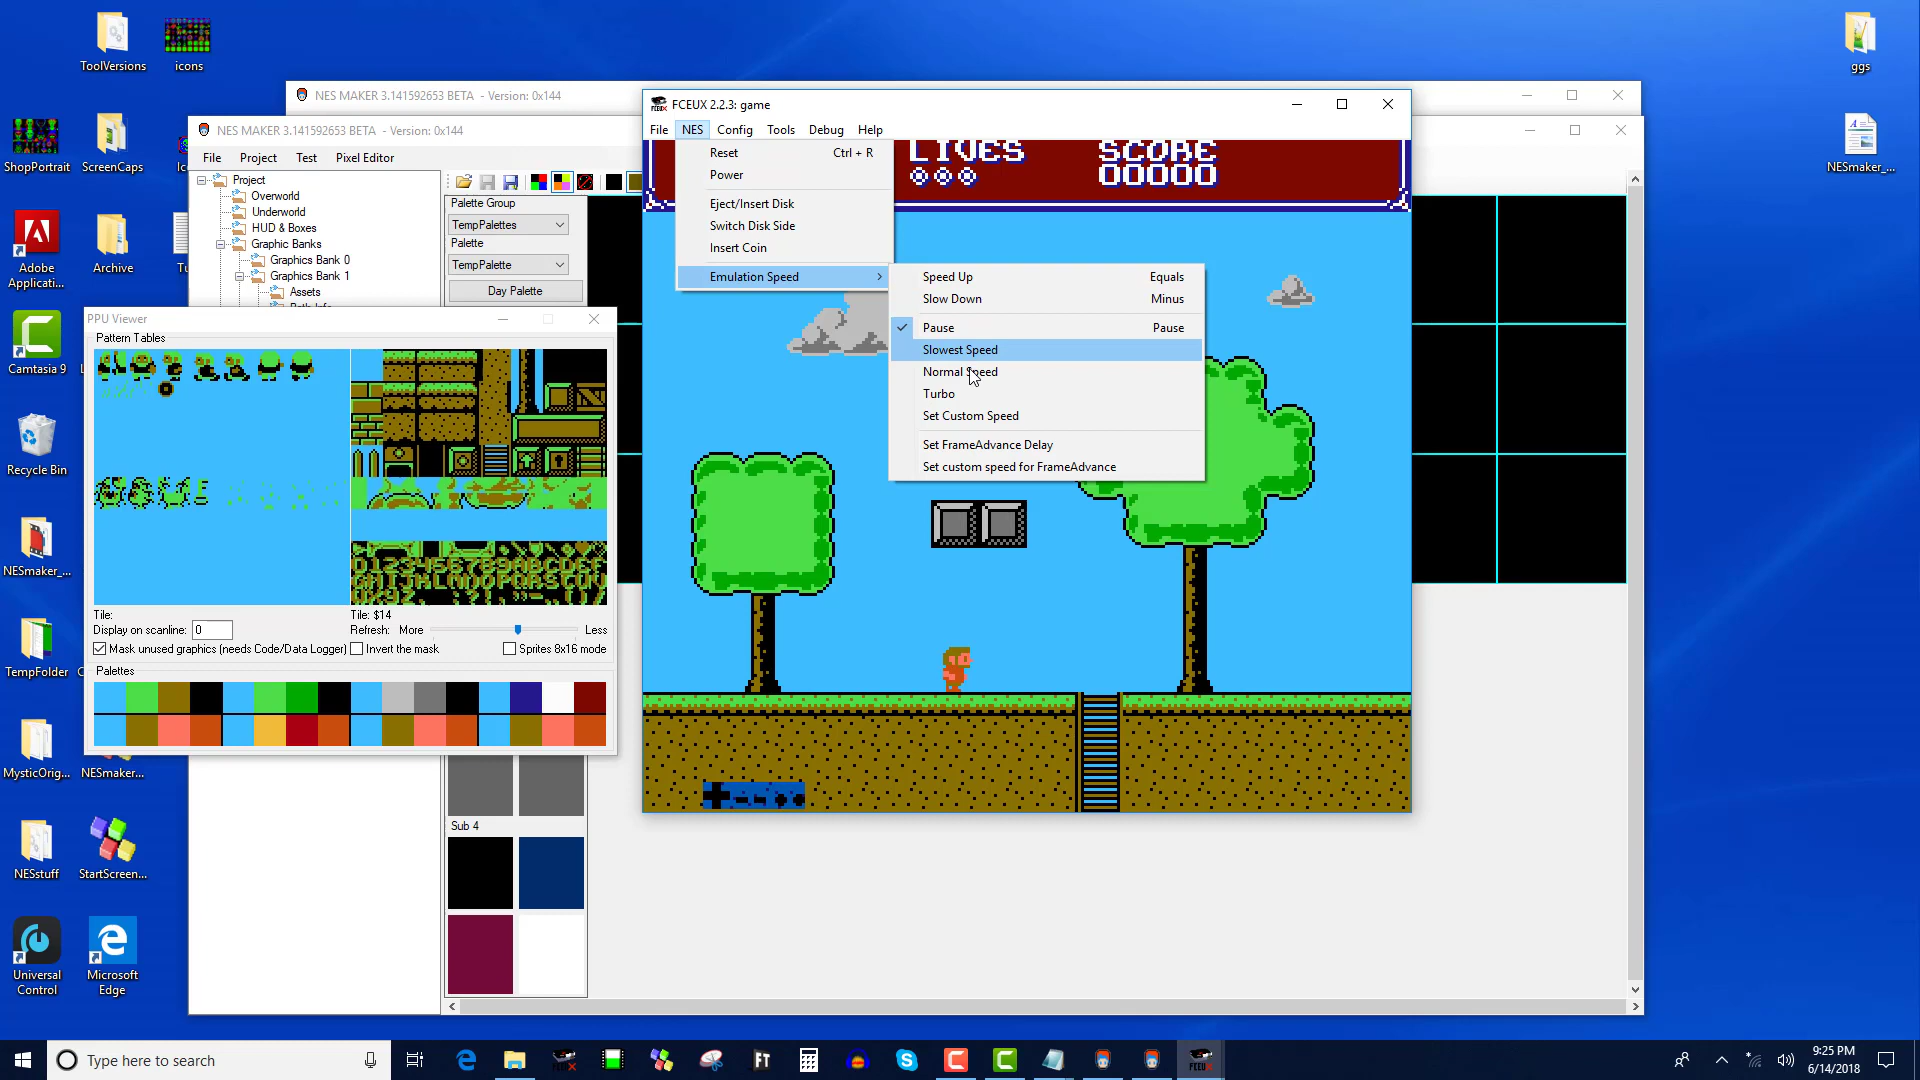 ToolVersions
icons
ggs
ShopPortrait
ScreenCaps
NESmaker_...
Adobe
Applicati...
Archive
Camtasia 9
Recycle Bin
NESmaker_...
TempFolder
MysticOrig...
NESmaker...
NESstuff
StartScreen...
Universal
Control
Microsoft
Edge
NES MAKER 3.141592653 BETA - Version: 0x144
NES MAKER 3.141592653 BETA - Version: 0x144
File Project Test Pixel Editor
Project
Overworld
Underworld
HUD & Boxes
Graphic Banks
Graphics Bank 0
Graphics Bank 1
Assets
Palette Group
TempPalettes
Palette
TempPalette
Day Palette
Sub 4
PPU Viewer
Pattern Tables
0123456789ABCDEF
Tile:
Tile: $14
Display on scanline: 0
Refresh: More Less
Mask unused graphics (needs Code/Data Logger)
Invert the mask
Sprites 8x16 mode
Palettes
FCEUX 2.2.3: game
File NES Config Tools Debug Help
LIVES SCORE
00000
Reset Ctrl + R
Power
Eject/Insert Disk
Switch Disk Side
Insert Coin
Emulation Speed
Speed Up Equals
Slow Down Minus
Pause Pause
Slowest Speed
Normal Speed
Turbo
Set Custom Speed
Set FrameAdvance Delay
Set custom speed for FrameAdvance
Type here to search
FCEUX
FT
9:25 PM
6/14/2018